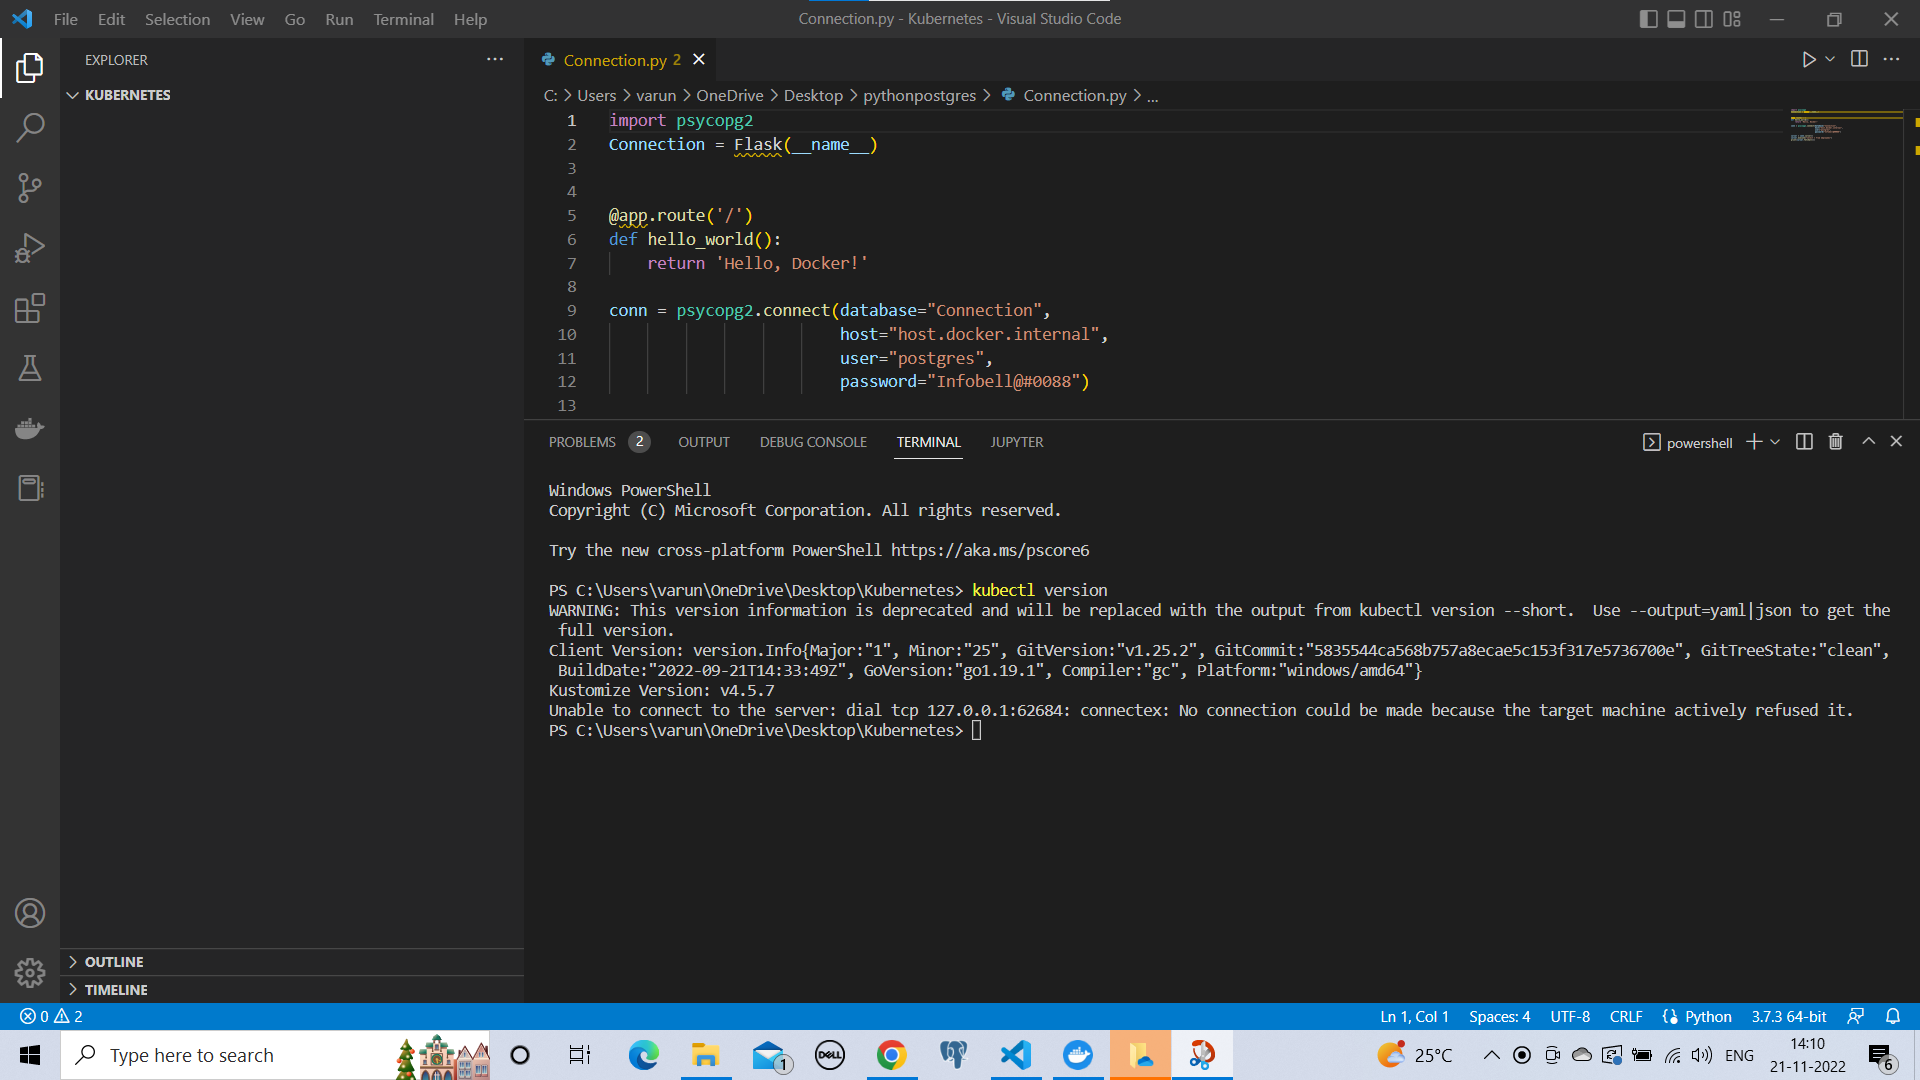 File Edit Selection View Go Run Terminal Help
Connection.py - Kubernetes - Visual Studio Code
EXPLORER
KUBERNETES
OUTLINE
TIMELINE
Connection.py 2
C: > Users > varun > OneDrive > Desktop > pythonpostgres > Connection.py > ...
1 import psycopg2
2 Connection = Flask(__name__)
3
4
5 @app.route('/')
6 def hello_world():
7     return 'Hello, Docker!'
8
9 conn = psycopg2.connect(database="Connection",
10                         host="host.docker.internal",
11                         user="postgres",
12                         password="Infobell@#0088")
13
PROBLEMS 2 OUTPUT DEBUG CONSOLE TERMINAL JUPYTER
powershell
Windows PowerShell
Copyright (C) Microsoft Corporation. All rights reserved.
Try the new cross-platform PowerShell https://aka.ms/pscore6
PS C:\Users\varun\OneDrive\Desktop\Kubernetes> kubectl version
WARNING: This version information is deprecated and will be replaced with the output from kubectl version --short.  Use --output=yaml|json to get the
full version.
Client Version: version.Info{Major:"1", Minor:"25", GitVersion:"v1.25.2", GitCommit:"5835544ca568b757a8ecae5c153f317e5736700e", GitTreeState:"clean",
BuildDate:"2022-09-21T14:33:49Z", GoVersion:"go1.19.1", Compiler:"gc", Platform:"windows/amd64"}
Kustomize Version: v4.5.7
Unable to connect to the server: dial tcp 127.0.0.1:62684: connectex: No connection could be made because the target machine actively refused it.
PS C:\Users\varun\OneDrive\Desktop\Kubernetes>
0 2
Ln 1, Col 1 Spaces: 4 UTF-8 CRLF Python 3.7.3 64-bit
Type here to search
1
DELL
25°C
ENG
14:10
21-11-2022
6